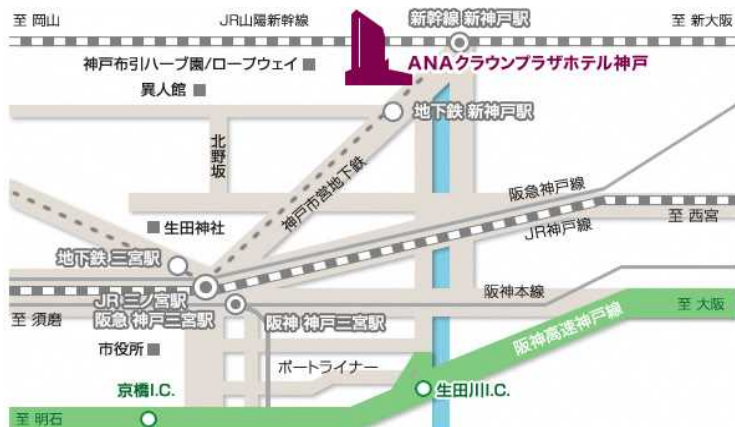 至 岡山
JR山陽新幹線
新幹線 新神戸駅
至 新大阪
神戸布引ハーブ園/ロープウェイ
ANAクラウンプラザホテル神戸
異人館
地下鉄 新神戸駅
北野坂
神戸市営地下鉄
阪急神戸線
生田神社
JR神戸線
至 西宮
地下鉄 三宮駅
JR 三ノ宮駅
阪神本線
至 須磨
阪急 神戸三宮駅
阪神 神戸三宮駅
至 大阪
阪神高速神戸線
市役所
ポートライナー
京橋I.C.
生田川I.C.
至 明石